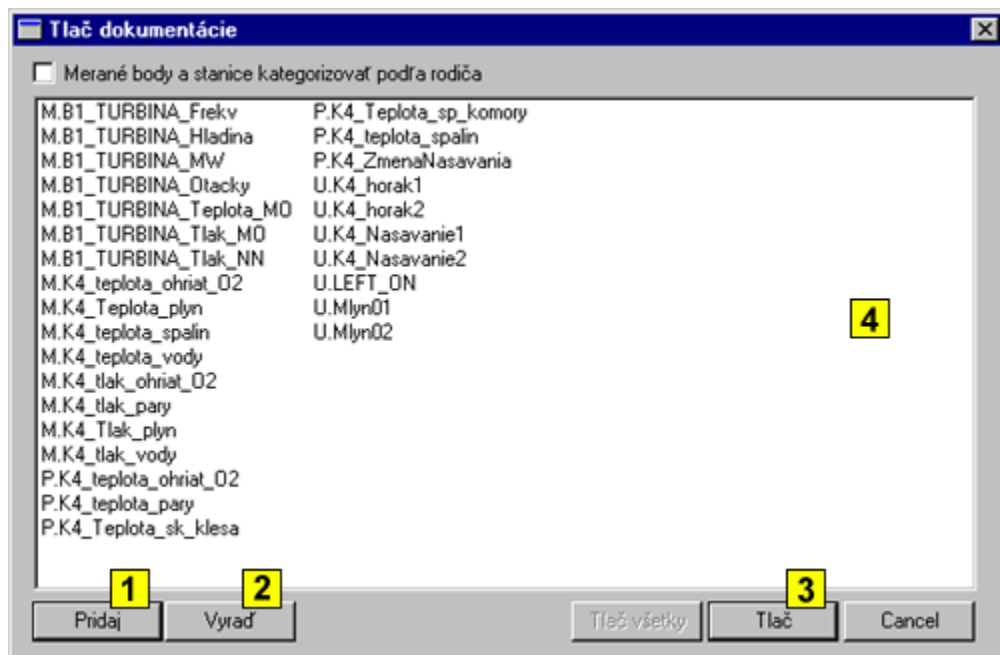 Tlač dokumentácie
Merané body a stanice kategorizovať podľa rodiča
M.B1_TURBINA_Frekv
M.B1_TURBINA_Hladina
M.B1_TURBINA_MW
M.B1_TURBINA_Otacky
M.B1_TURBINA_Teplota_MO
M.B1_TURBINA_Tlak_MO
M.B1_TURBINA_Tlak_NN
M.K4_teplota_ohriat_O2
M.K4_Teplota_plyn
M.K4_teplota_spalin
M.K4_teplota_vody
M.K4_tlak_ohriat_O2
M.K4_tlak_pary
M.K4_Tlak_plyn
M.K4_tlak_vody
P.K4_teplota_ohriat_O2
P.K4_teplota_pary
P.K4_Teplota_sk_klesa
P.K4_Teplota_sp_komory
P.K4_teplota_spalin
P.K4_ZmenaNasavania
U.K4_horak1
U.K4_horak2
U.K4_Nasavanie1
U.K4_Nasavanie2
U.LEFT_ON
U.Mlyn01
U.Mlyn02
4
1
2
3
Pridaj
Vyraď
Tlač všetky
Tlač
Cancel